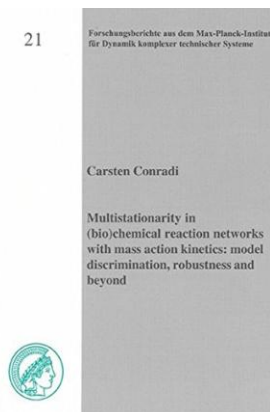 21
Forschungsberichte aus dem Max-Planck-Institut
für Dynamik komplexer technischer Systeme
Carsten Conradi
Multistationarity in
(bio)chemical reaction networks
with mass action kinetics: model
discrimination, robustness and
beyond